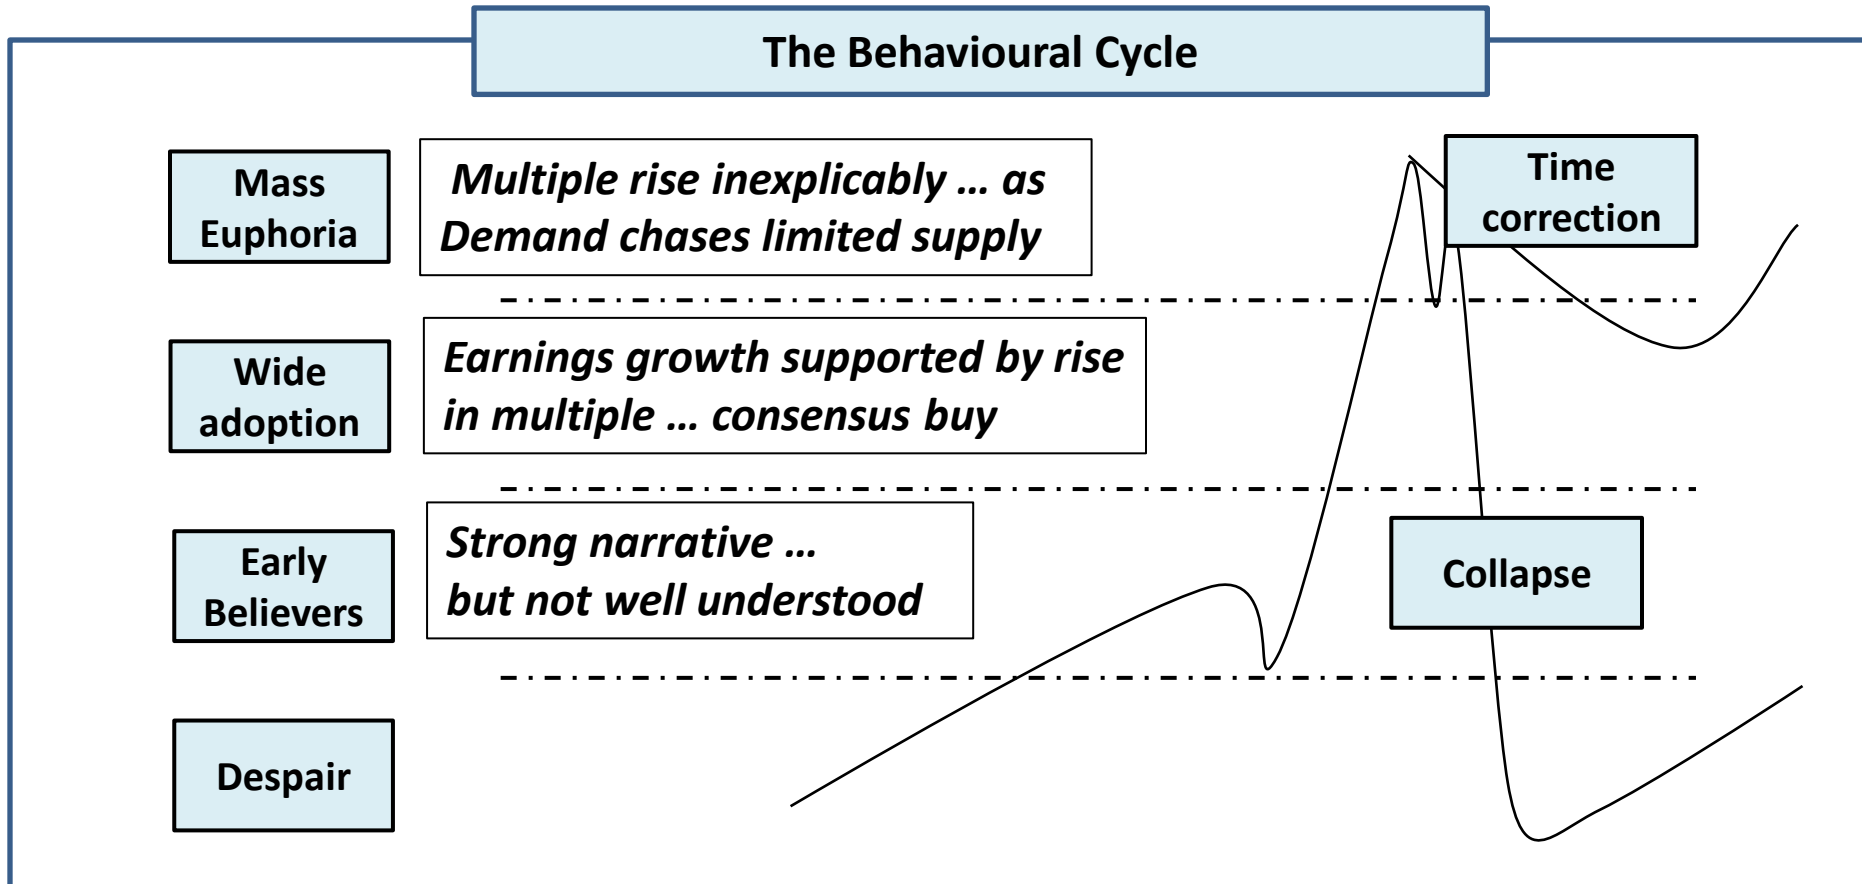 The Behavioural Cycle
Mass
Euphoria
Multiple rise inexplicably … as
Demand chases limited supply
Time
correction
Wide
adoption
Earnings growth supported by rise
in multiple … consensus buy
Early
Believers
Strong narrative …
but not well understood
Collapse
Despair